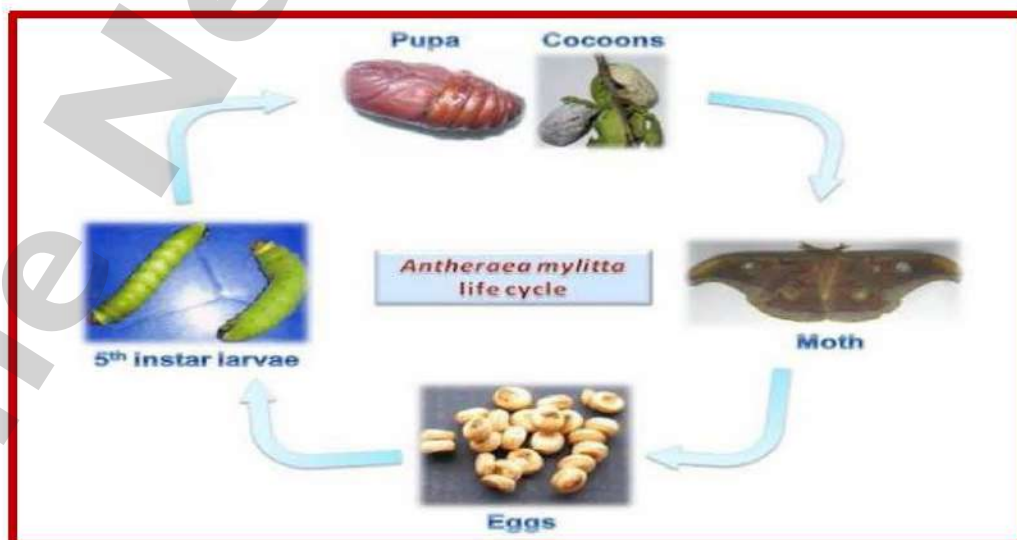 Pupa Cocoons
Antheraea mylitta
life cycle
5th instar larvae
Moth
Eggs